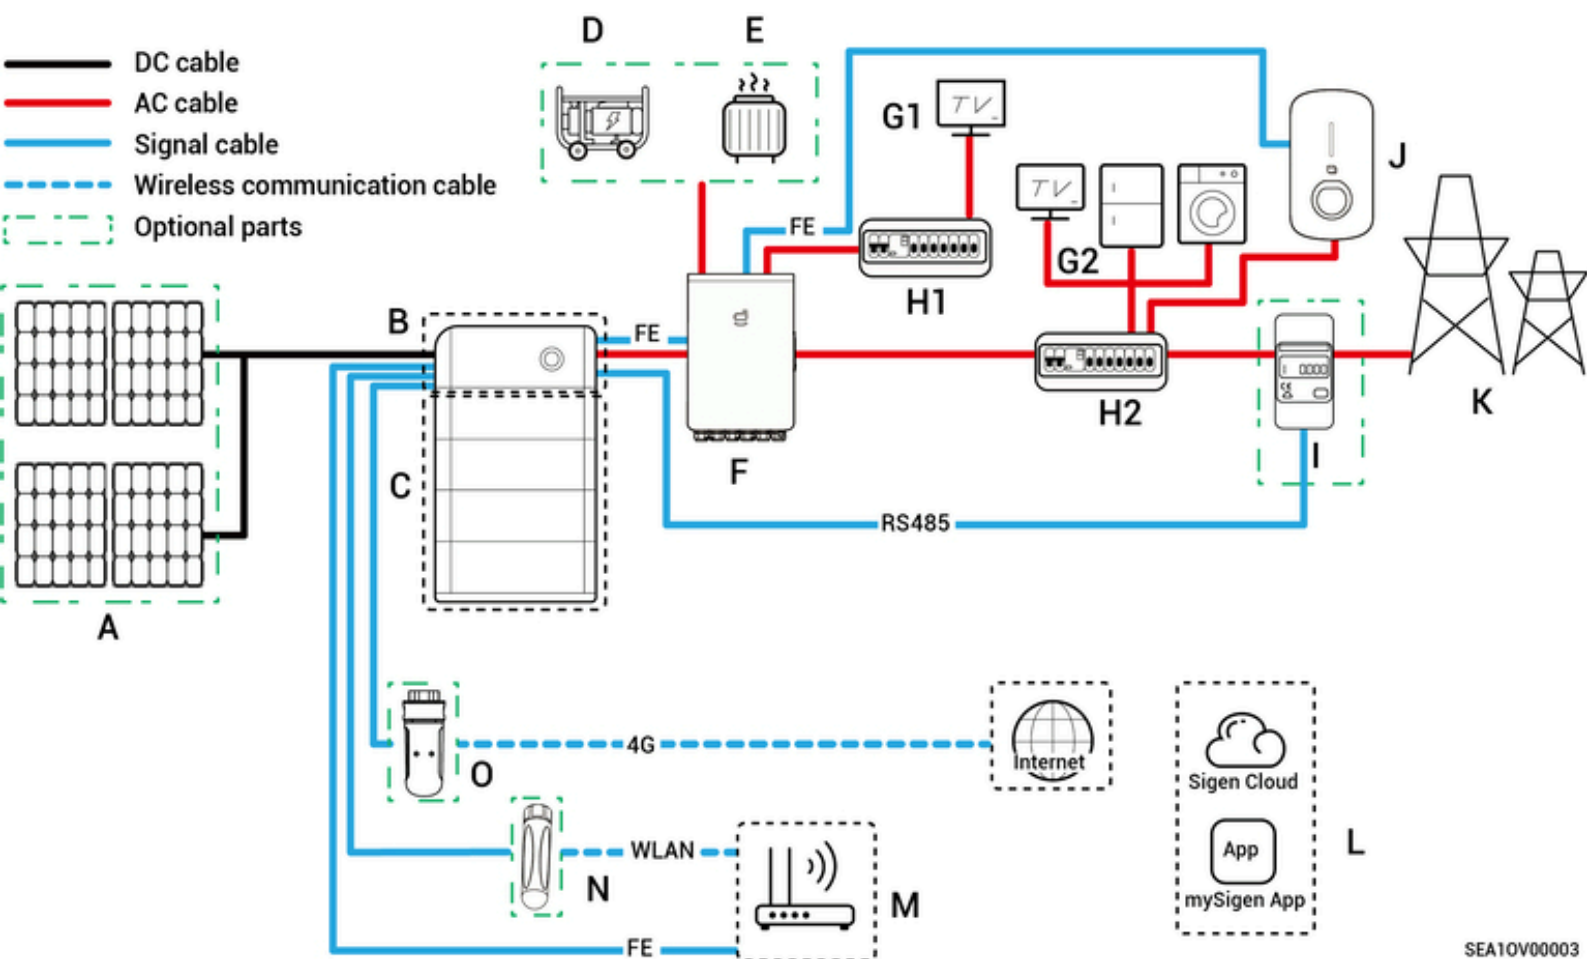 DC cable
AC cable
Signal cable
Wireless communication cable
Optional parts
D
E
TV
G1
J
TV
FE
G2
H1
B
FE
H2
K
I
C
F
RS485
A
4G
Internet
O
Sigen Cloud
WLAN
App
L
N
M
mySigen App
FE
SEA10V00003